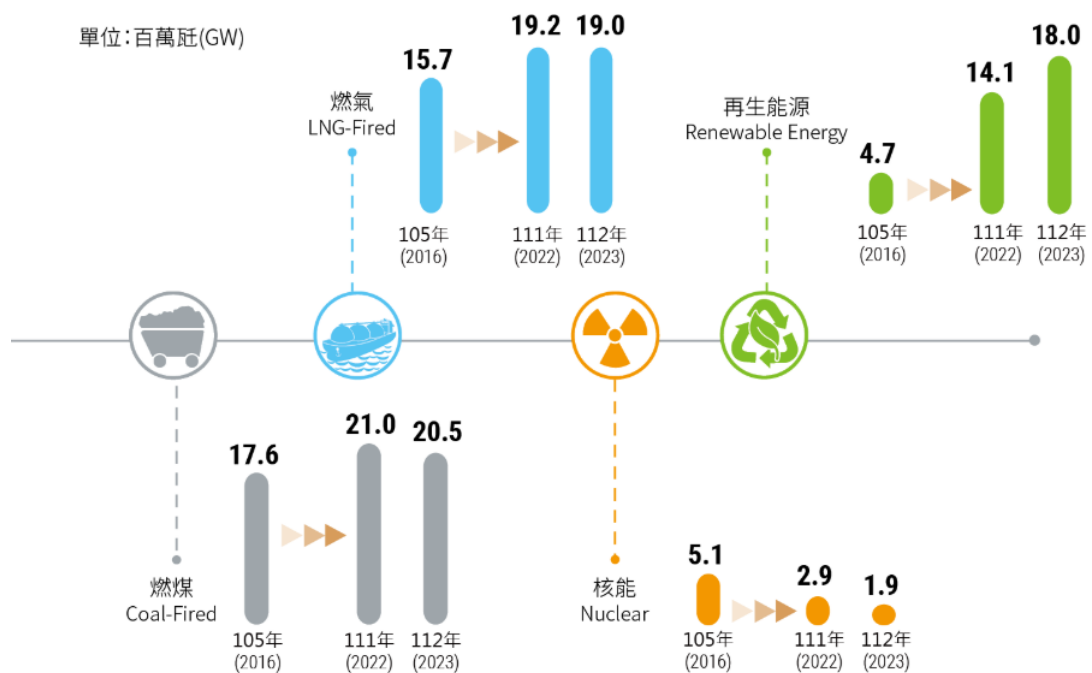 單位：百萬瓩(GW)
燃氣
LNG-Fired
15.7
19.2
19.0
105年
(2016)
111年
(2022)
112年
(2023)
再生能源
Renewable Energy
4.7
14.1
18.0
105年
(2016)
111年
(2022)
112年
(2023)
燃煤
Coal-Fired
17.6
21.0
20.5
105年
(2016)
111年
(2022)
112年
(2023)
核能
Nuclear
5.1
2.9
1.9
105年
(2016)
111年
(2022)
112年
(2023)